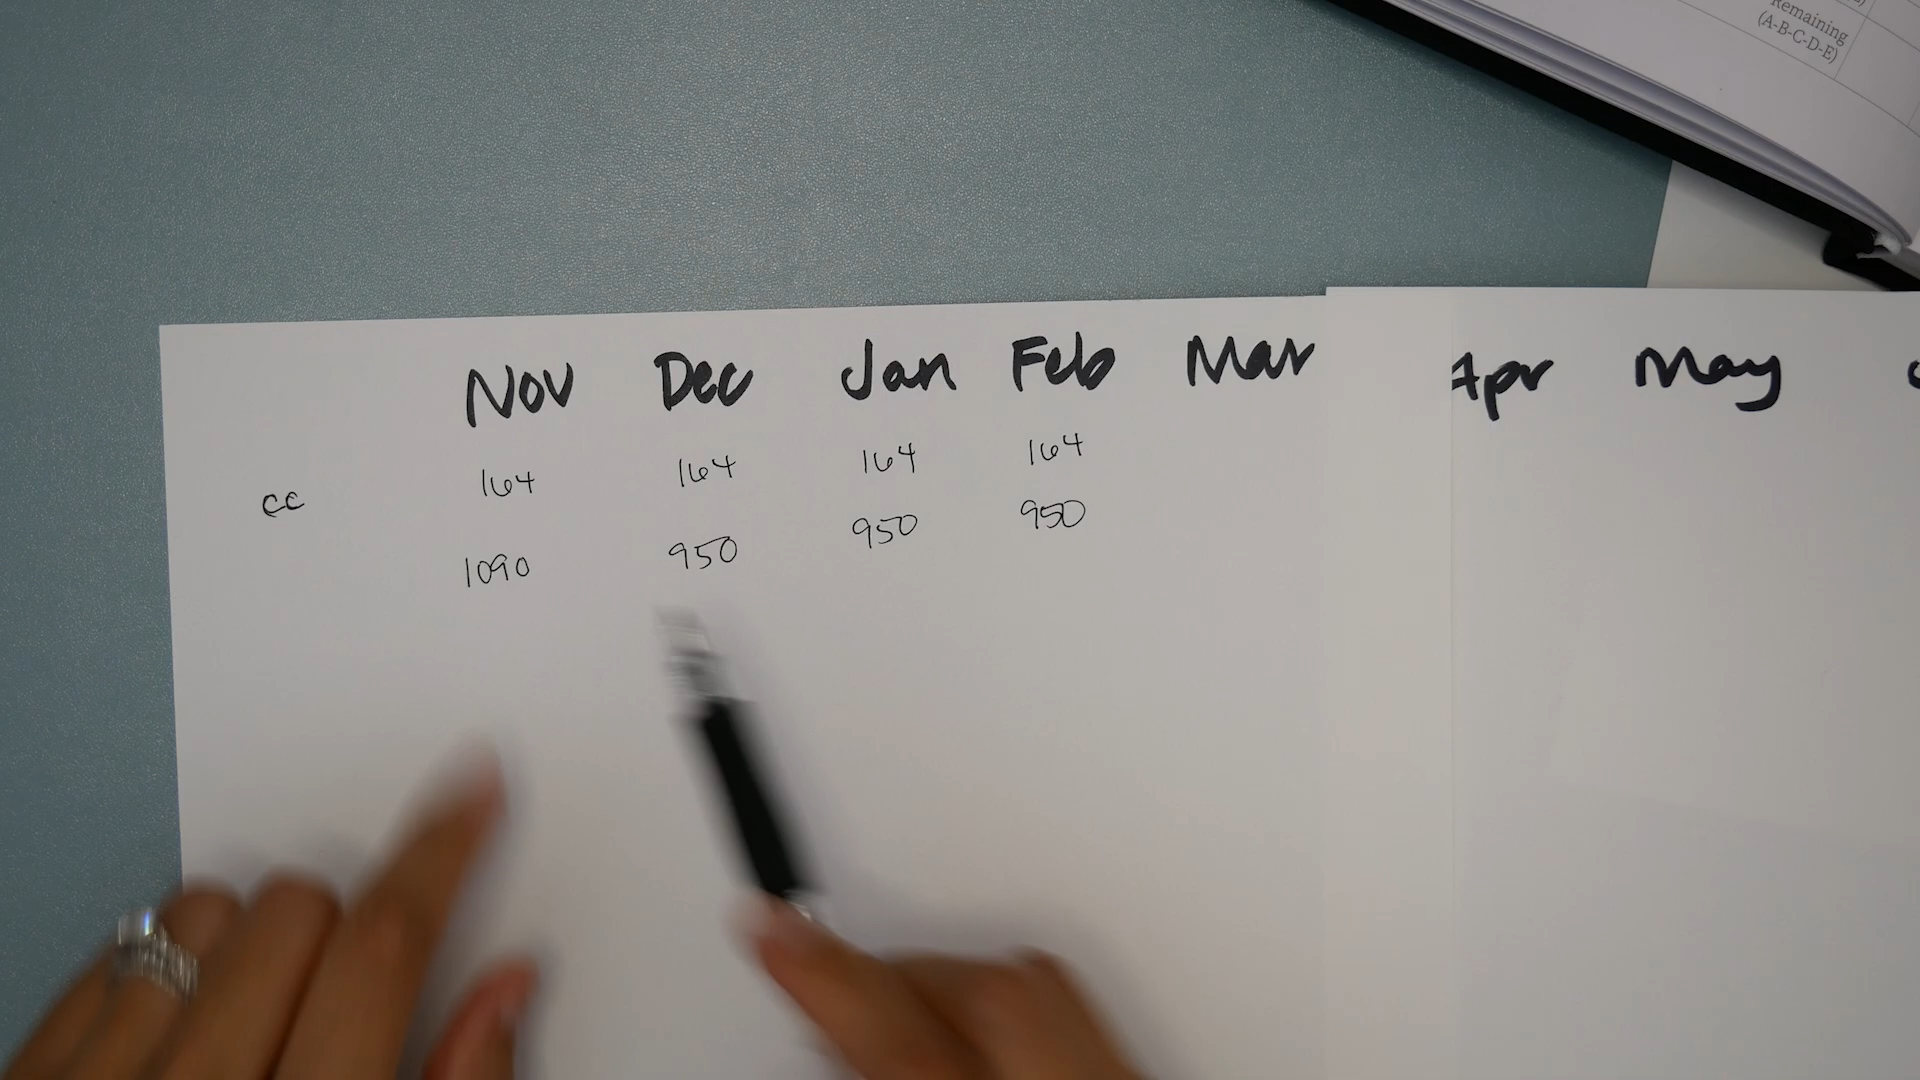 Remaining
(A-B-C-D-E)
Nov Dec Jan Feb Mar Apr May
cc 164 164 164 164
1090 950 950 950